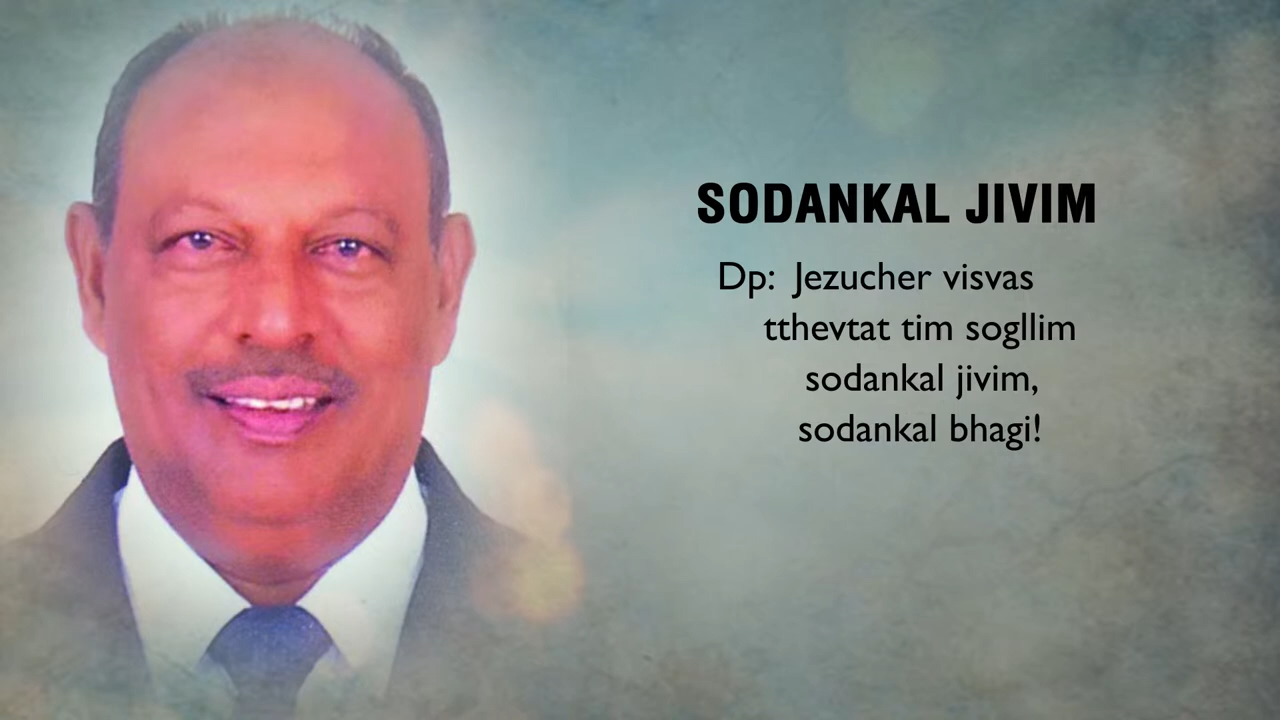 SODANKAL JIVIM
Dp: Jezucher visvas
tthevtat tim sogllim
sodankal jivim,
sodankal bhagi!